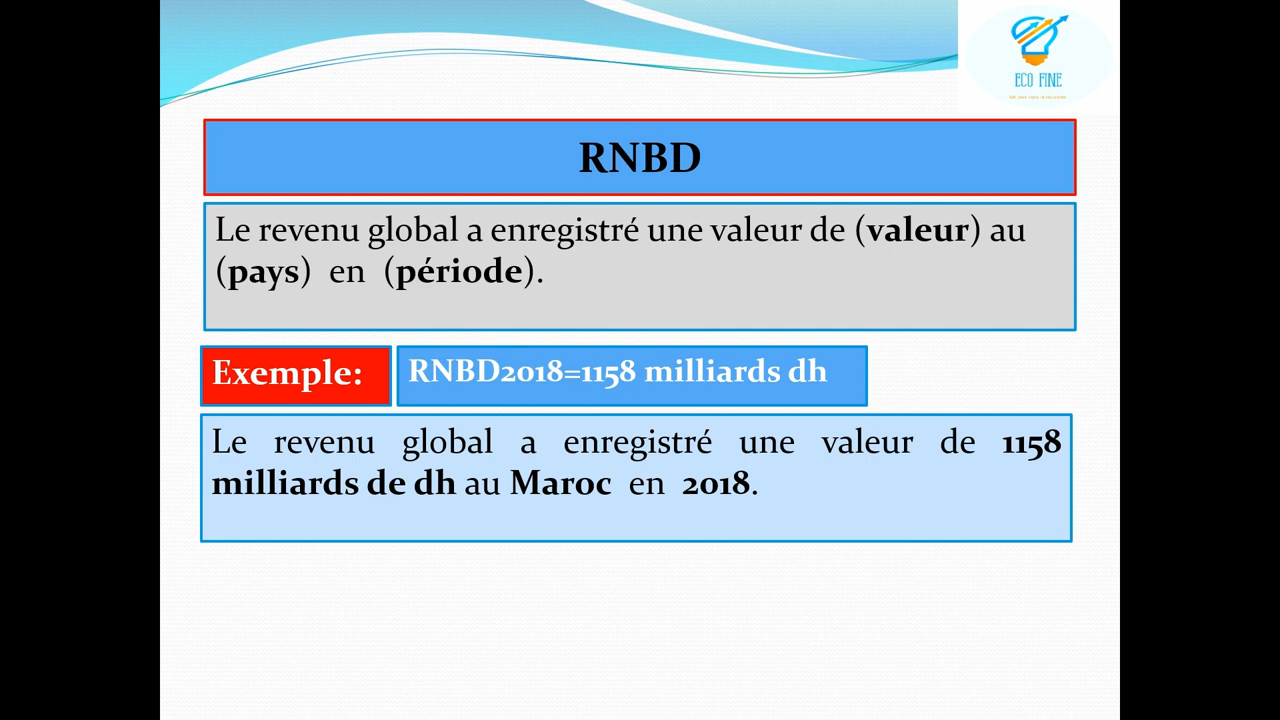 ECO FINE
RNBD
Le revenu global a enregistré une valeur de (valeur) au
(pays) en (période).
Exemple:
RNBD2018=1158 milliards dh
Le revenu global a enregistré une valeur de 1158
milliards de dh au Maroc en 2018.